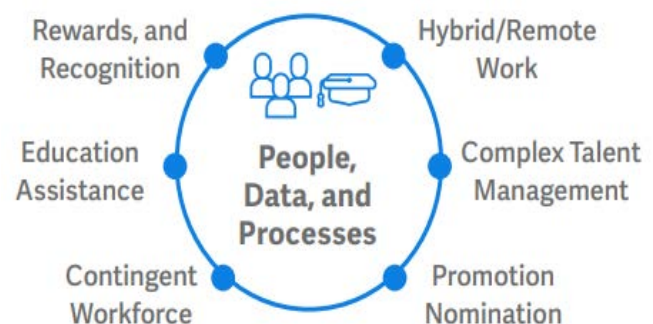 Rewards, and
Recognition
Hybrid/Remote
Work
Education
Assistance
People,
Data, and
Processes
Complex Talent
Management
Contingent
Workforce
Promotion
Nomination